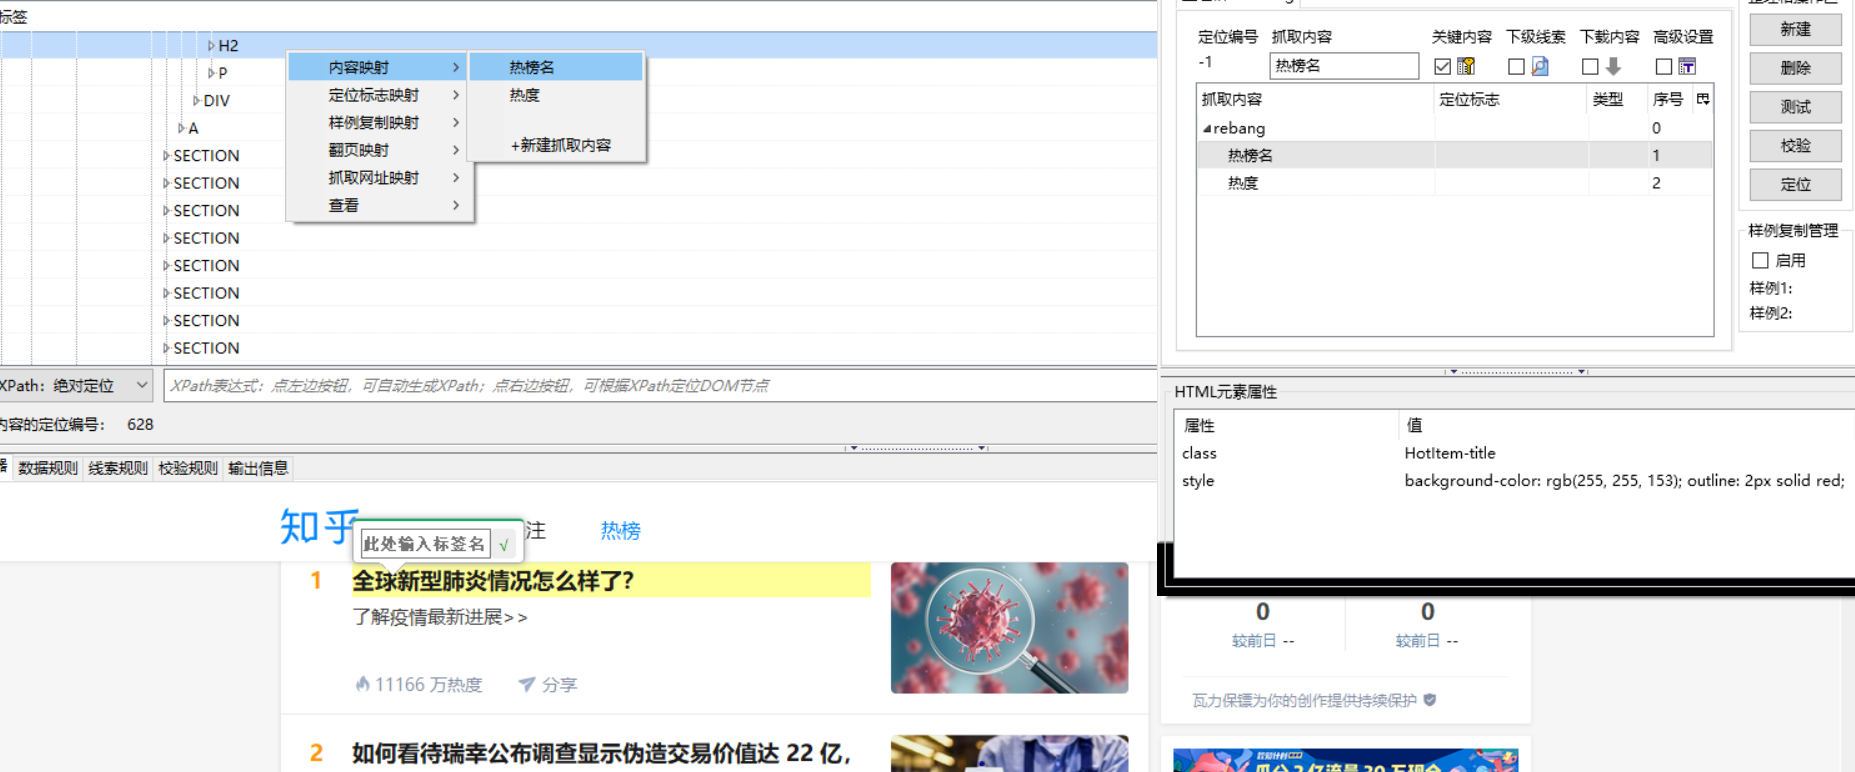 标签
H2
P
DIV
A
SECTION
SECTION
SECTION
SECTION
SECTION
SECTION
SECTION
SECTION
内容映射
定位标志映射
样例复制映射
翻页映射
抓取网址映射
查看
热榜名
热度
+新建抓取内容
XPath：绝对定位
XPath表达式：点左边按钮，可自动生成XPath；点右边按钮，可根据XPath定位DOM节点
内容的定位编号： 628
器 数据规则 线索规则 校验规则 输出信息
定位编号 抓取内容 关键内容 下级线索 下载内容 高级设置
-1 热榜名
抓取内容 定位标志 类型 序号
rebang 0
热榜名 1
热度 2
新建
删除
测试
校验
定位
样例复制管理
启用
样例1:
样例2:
HTML元素属性
属性 值
class HotItem-title
style background-color: rgb(255, 255, 153); outline: 2px solid red;
知乎 注 热榜
此处输入标签名 √
1 全球新型肺炎情况怎么样了？
了解疫情最新进展>>
11166 万热度 分享
2 如何看待瑞幸公布调查显示伪造交易价值达 22 亿，
0 0
较前日 -- 较前日 --
瓦力保镖为你的创作提供持续保护